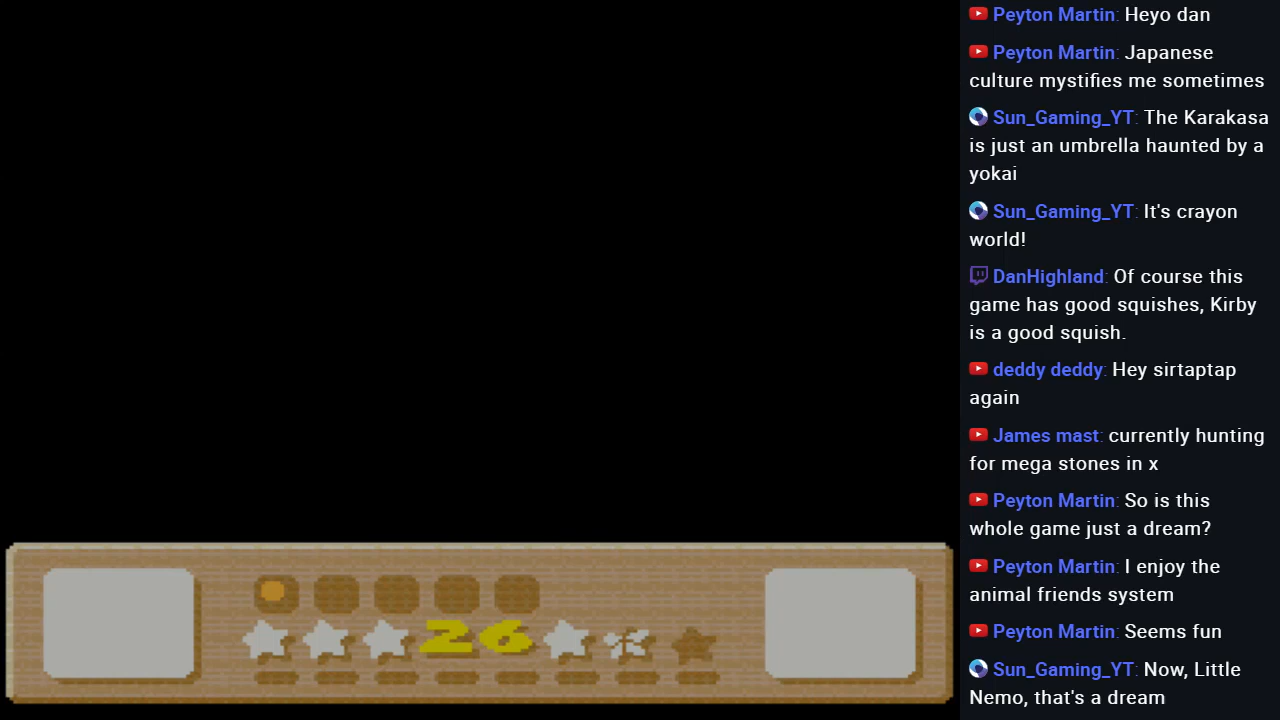 Peyton Martin: Heyo dan
Peyton Martin: Japanese
culture mystifies me sometimes
Sun_Gaming_YT: The Karakasa
is just an umbrella haunted by a
yokai
Sun_Gaming_YT: It's crayon
world!
DanHighland: Of course this
game has good squishes, Kirby
is a good squish.
deddy deddy: Hey sirtaptap
again
James mast: currently hunting
for mega stones in x
Peyton Martin: So is this
whole game just a dream?
Peyton Martin: I enjoy the
animal friends system
Peyton Martin: Seems fun
Sun_Gaming_YT: Now, Little
Nemo, that's a dream
26